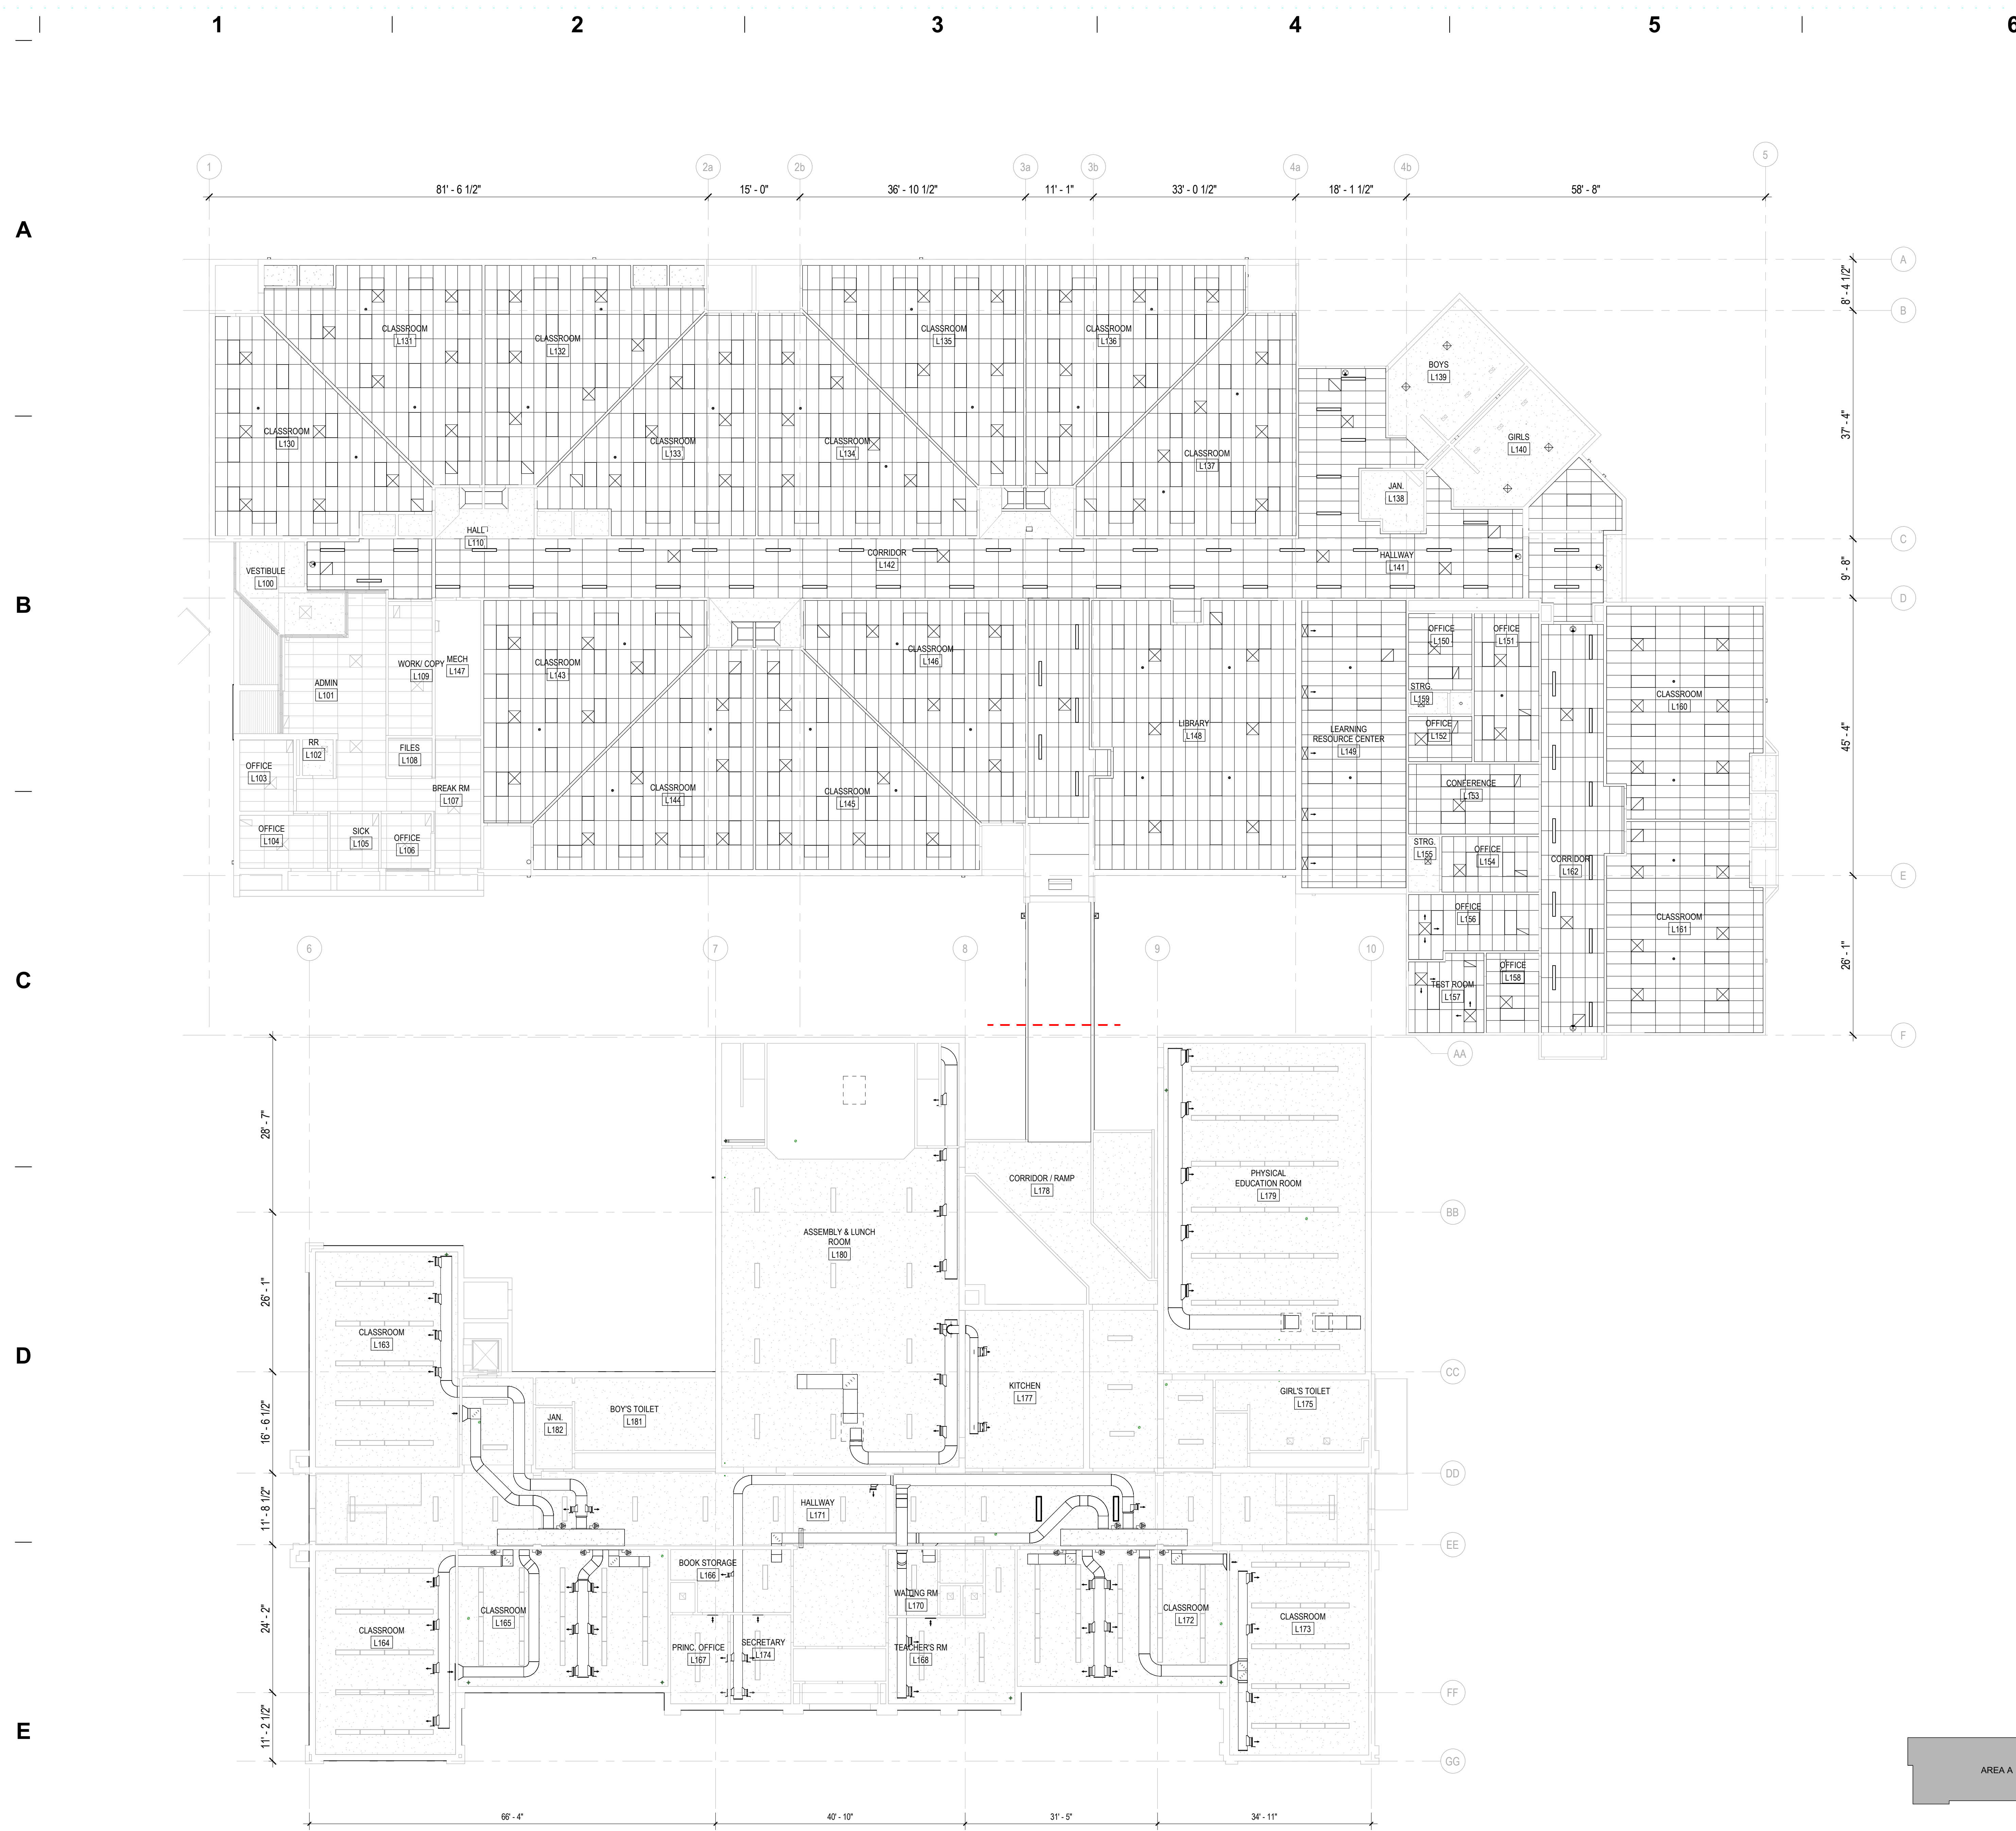 1 2 3 4 5 6
1 2a 2b 3a 3b 4a 4b 5
81' - 6 1/2" 15' - 0" 36' - 10 1/2" 11' - 1" 33' - 0 1/2" 18' - 1 1/2" 58' - 8"
A
A
8' - 4 1/2"
B
37' - 4"
C
9' - 8"
D
45' - 4"
E
26' - 1"
F
CLASSROOM
L131
CLASSROOM
L132
CLASSROOM
L135
CLASSROOM
L136
BOYS
L139
CLASSROOM
L130
CLASSROOM
L133
CLASSROOM
L134
CLASSROOM
L137
GIRLS
L140
JAN.
L138
HALL
L110
CORRIDOR
L142
HALLWAY
L141
VESTIBULE
L100
B
ADMIN
L101
WORK/ COPY
L109
MECH
L147
CLASSROOM
L143
CLASSROOM
L146
OFFICE
L150
OFFICE
L151
STRG.
L159
CLASSROOM
L160
LIBRARY
L148
LEARNING
RESOURCE CENTER
L149
OFFICE
L152
RR
L102
FILES
L108
OFFICE
L103
BREAK RM
L107
CLASSROOM
L144
CLASSROOM
L145
CONFERENCE
L153
OFFICE
L104
SICK
L105
OFFICE
L106
STRG.
L155
OFFICE
L154
CORRIDOR
L162
OFFICE
L156
CLASSROOM
L161
OFFICE
L158
TEST ROOM
L157
C
6 7 8 9 10
AA
28' - 7"
CORRIDOR / RAMP
L178
PHYSICAL
EDUCATION ROOM
L179
BB
ASSEMBLY & LUNCH
ROOM
L180
26' - 1"
CLASSROOM
L163
D
CC
KITCHEN
L177
GIRL'S TOILET
L175
16' - 6 1/2"
JAN.
L182
BOY'S TOILET
L181
DD
11' - 8 1/2"
HALLWAY
L171
EE
BOOK STORAGE
L166
WAITING RM
L170
24' - 2"
CLASSROOM
L164
CLASSROOM
L165
PRINC. OFFICE
L167
SECRETARY
L174
TEACHER'S RM
L168
CLASSROOM
L172
CLASSROOM
L173
FF
11' - 2 1/2"
E
GG
AREA A
66' - 4" 40' - 10" 31' - 5" 34' - 11"